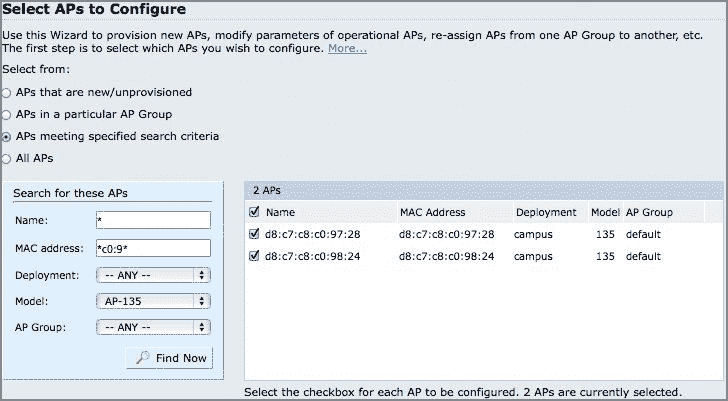 Select APs to Configure
Use this Wizard to provision new APs, modify parameters of operational APs, re-assign APs from one AP Group to another, etc.
The first step is to select which APs you wish to configure. More...
Select from:
APs that are new/unprovisioned
APs in a particular AP Group
APs meeting specified search criteria
All APs
Search for these APs
Name: *
MAC address: *c0:9*
Deployment: -- ANY --
Model: AP-135
AP Group: -- ANY --
Find Now
2 APs
Name MAC Address Deployment Model AP Group
d8:c7:c8:c0:97:28 d8:c7:c8:c0:97:28 campus 135 default
d8:c7:c8:c0:98:24 d8:c7:c8:c0:98:24 campus 135 default
Select the checkbox for each AP to be configured. 2 APs are currently selected.